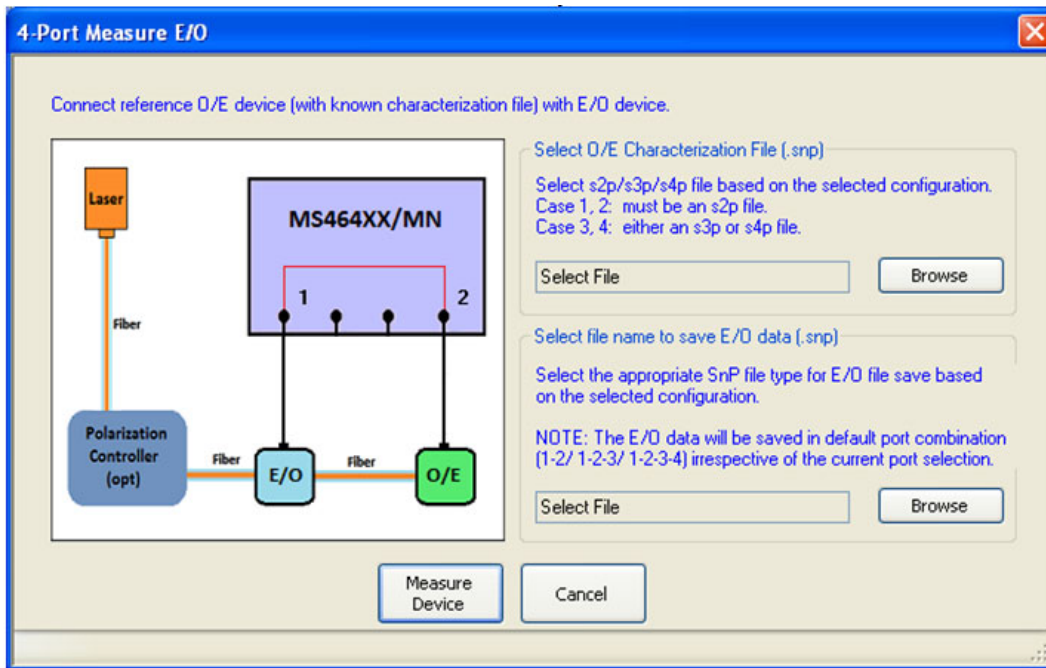 4-Port Measure E/O
Connect reference O/E device (with known characterization file) with E/O device.
Laser
MS464XX/MN
1
2
Fiber
Polarization
Controller
(opt)
Fiber
E/O
Fiber
O/E
Select O/E Characterization File (.snp)
Select s2p/s3p/s4p file based on the selected configuration.
Case 1, 2: must be an s2p file.
Case 3, 4: either an s3p or s4p file.
Select File
Browse
Select file name to save E/O data (.snp)
Select the appropriate SnP file type for E/O file save based
on the selected configuration.
NOTE: The E/O data will be saved in default port combination
(1-2/ 1-2-3/ 1-2-3-4) irrespective of the current port selection.
Select File
Browse
Measure
Device
Cancel